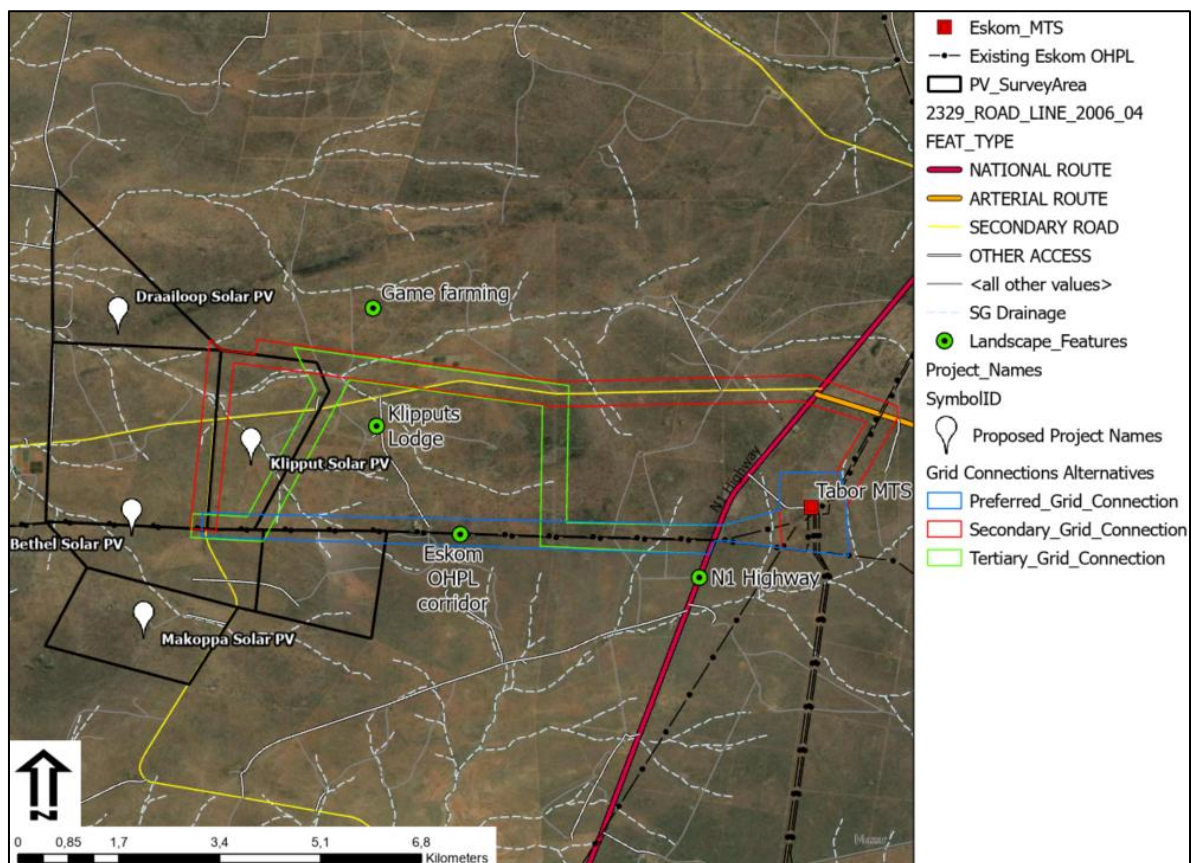 Draailoop Solar PV
Game farming
Klipputs
Lodge
Klipput Solar PV
N1 Highway
Tabor MTS
Bethel Solar PV
Eskom
OHPL
corridor
N1 Highway
Makoppa Solar PV
N
0 0,85 1,7 3,4 5,1 6,8
Kilometers
Eskom_MTS
Existing Eskom OHPL
PV_SurveyArea
2329_ROAD_LINE_2006_04
FEAT_TYPE
NATIONAL ROUTE
ARTERIAL ROUTE
SECONDARY ROAD
OTHER ACCESS
<all other values>
SG Drainage
Landscape_Features
Project_Names
SymbolID
Proposed Project Names
Grid Connections Alternatives
Preferred_Grid_Connection
Secondary_Grid_Connection
Tertiary_Grid_Connection